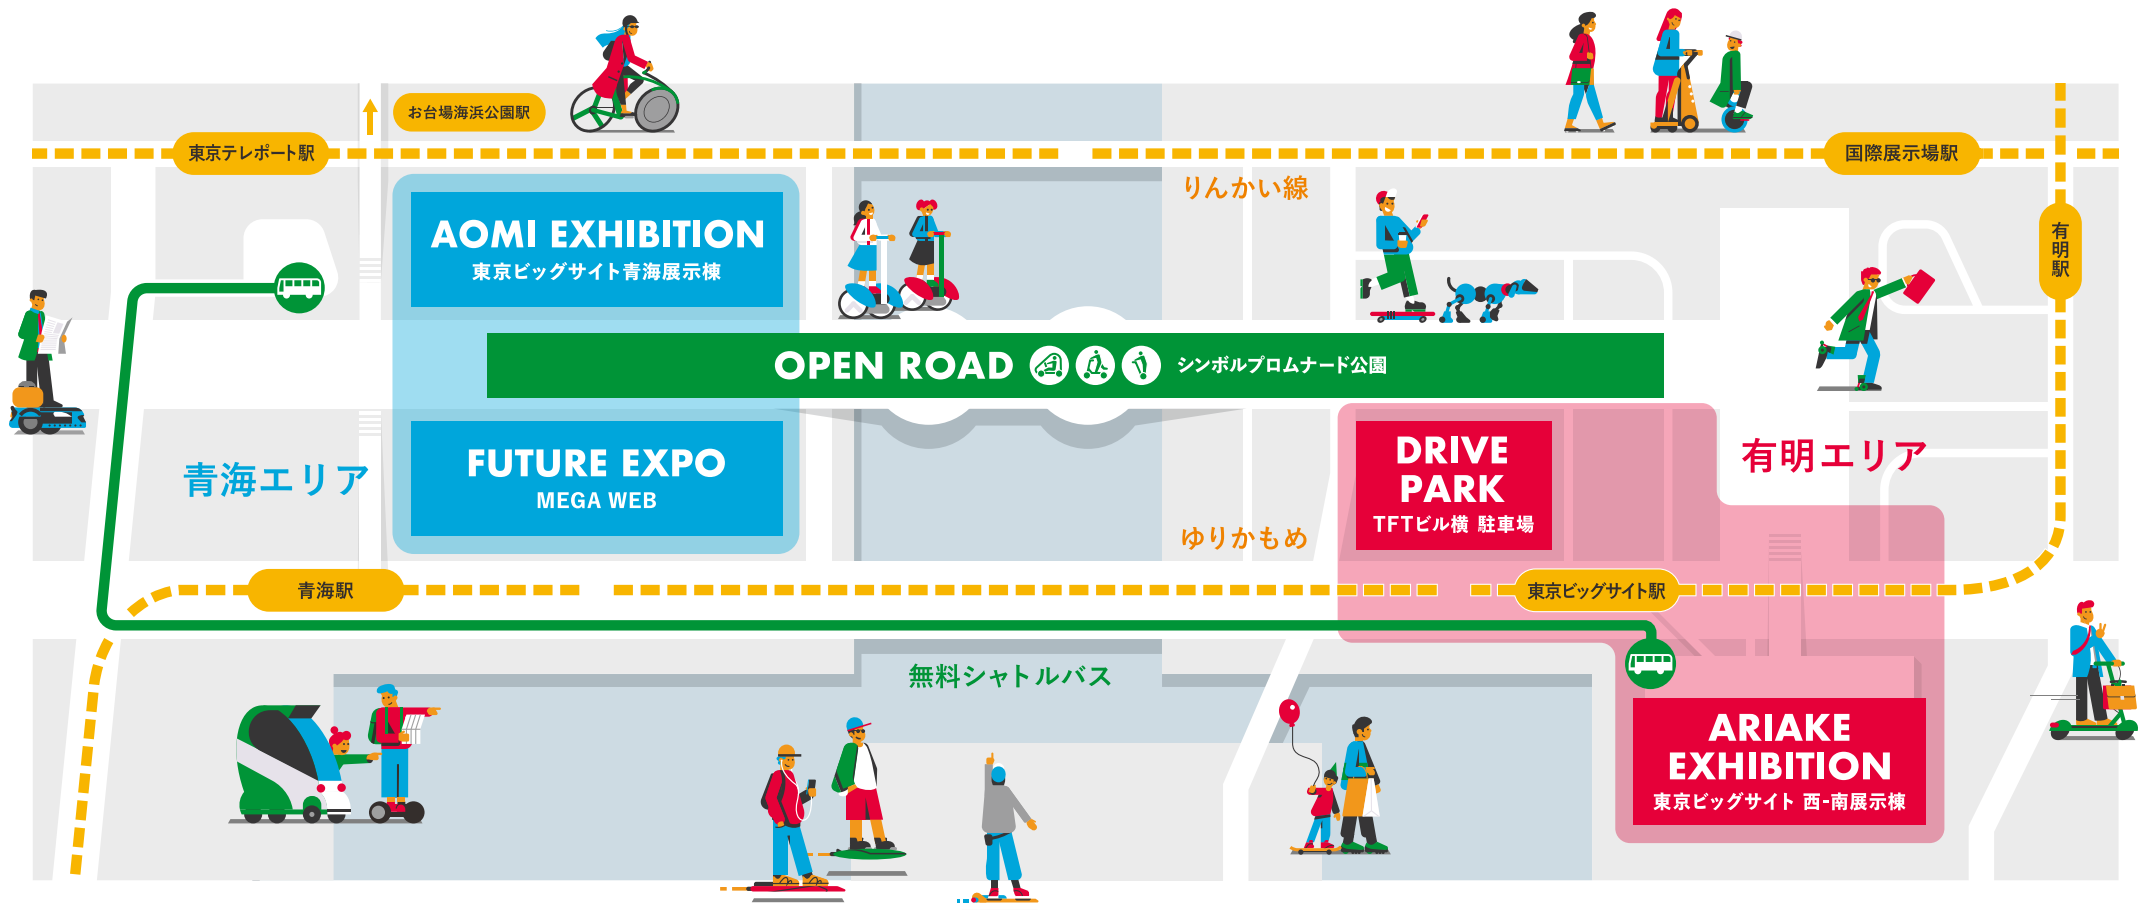 お台場海浜公園駅
東京テレポート駅
国際展示場駅
りんかい線
有明駅
AOMI EXHIBITION
東京ビッグサイト青海展示棟
OPEN ROAD シンボルプロムナード公園
青海エリア
FUTURE EXPO
MEGA WEB
DRIVE
PARK
TFTビル横 駐車場
有明エリア
ゆりかもめ
青海駅
東京ビッグサイト駅
無料シャトルバス
ARIAKE
EXHIBITION
東京ビッグサイト 西-南展示棟